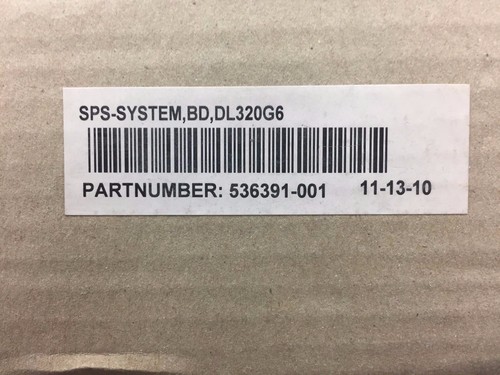 SPS-SYSTEM,BD,DL320G6
PARTNUMBER: 536391-001 11-13-10